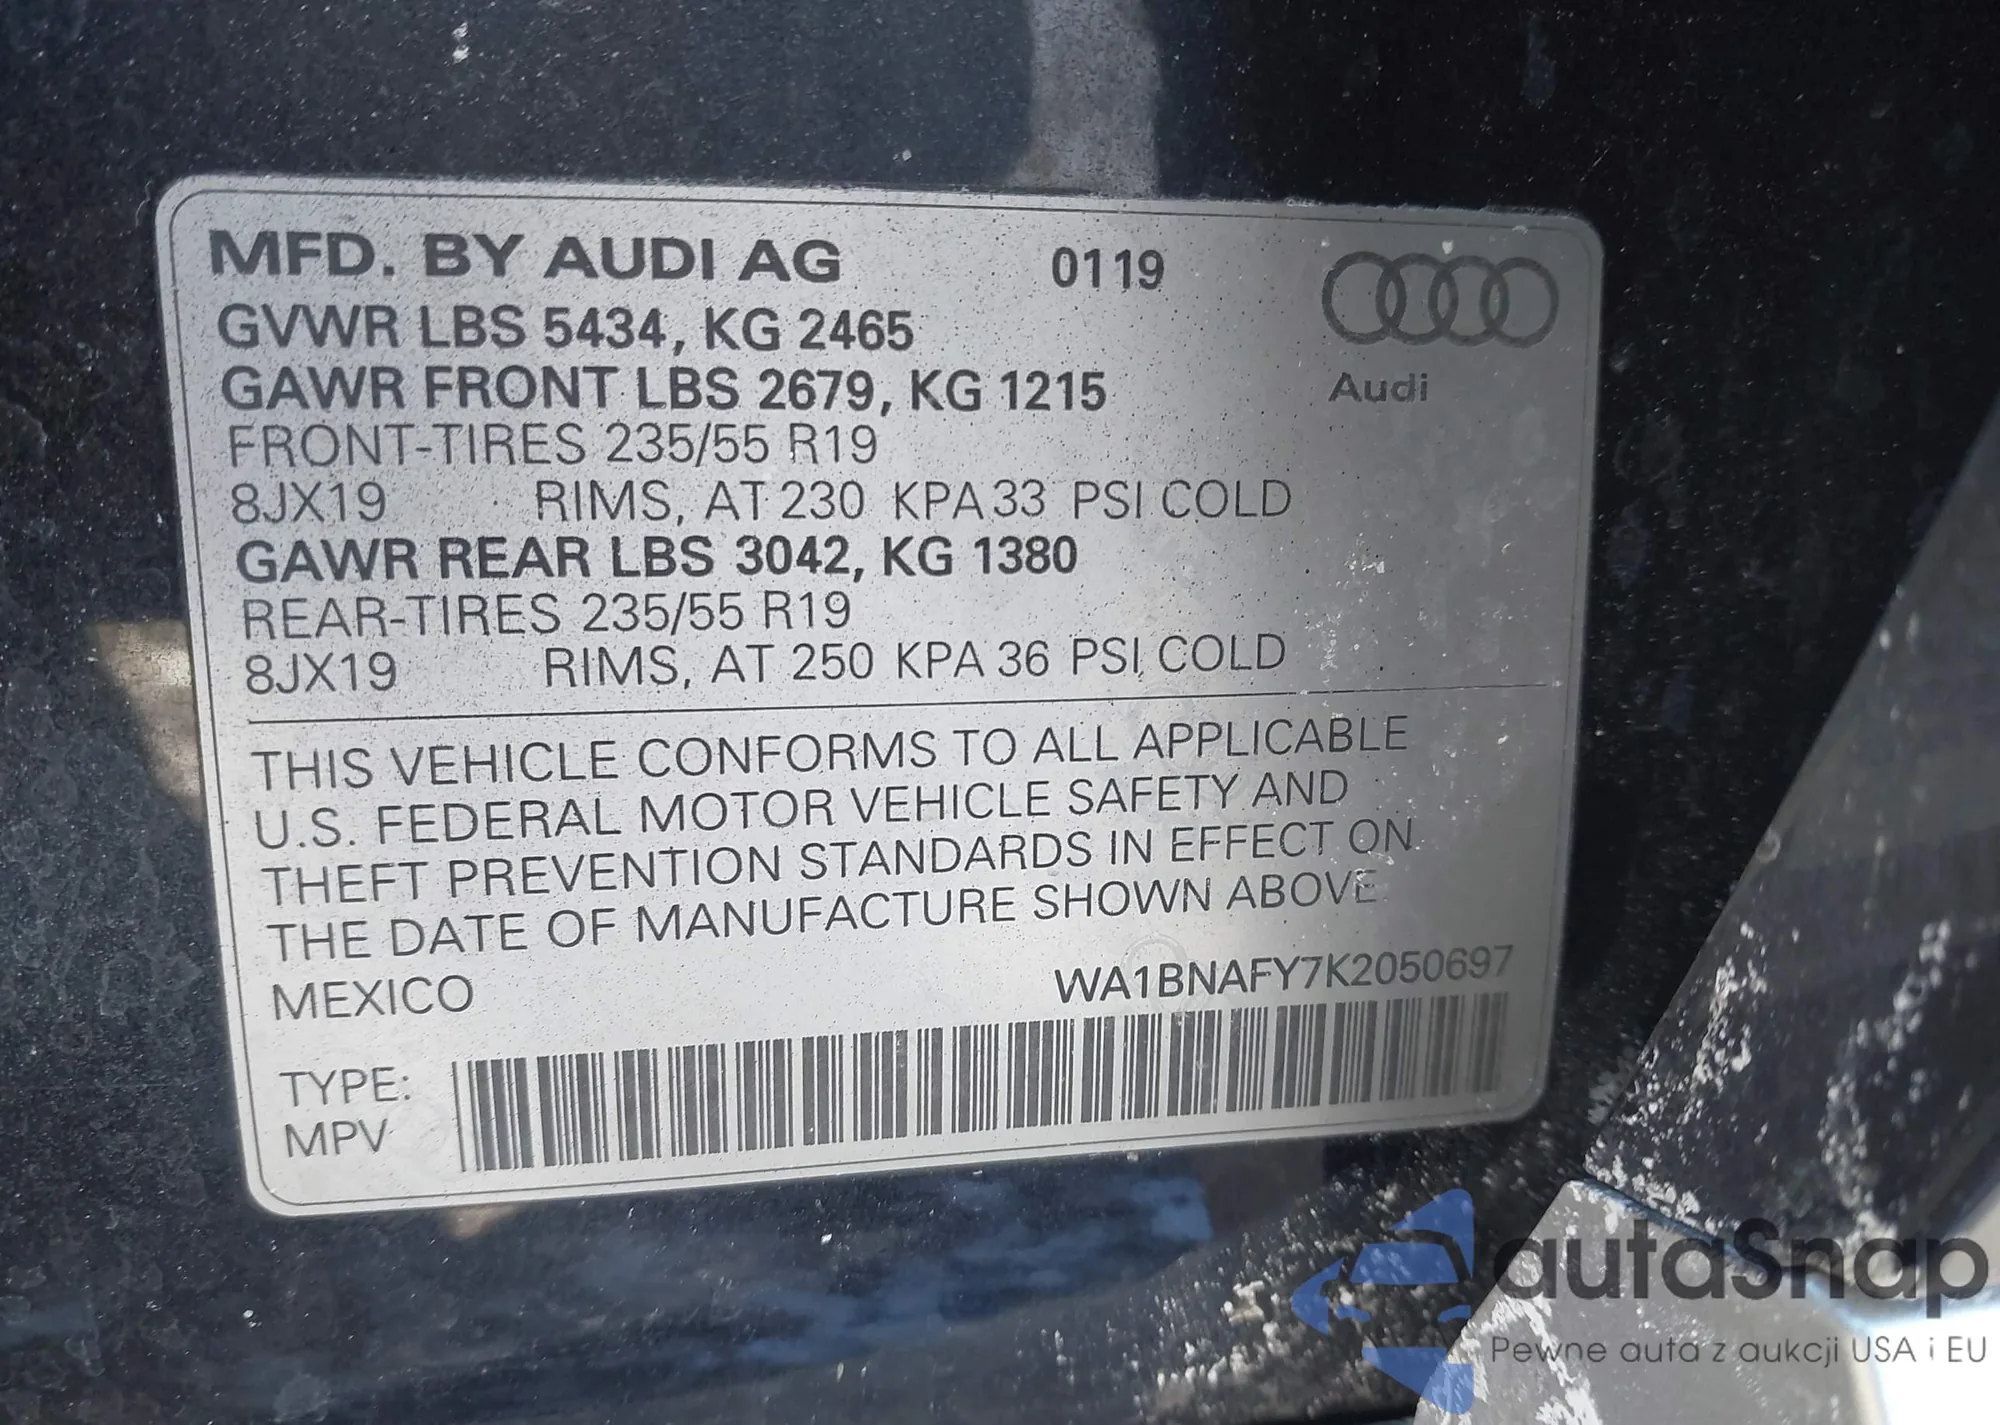 MFD. BY AUDI AG 0119
GVWR LBS 5434, KG 2465
GAWR FRONT LBS 2679, KG 1215
Audi
FRONT-TIRES 235/55 R19
8JX19 RIMS, AT 230 KPA 33 PSI COLD
GAWR REAR LBS 3042, KG 1380
REAR-TIRES 235/55 R19
8JX19 RIMS, AT 250 KPA 36 PSI COLD
THIS VEHICLE CONFORMS TO ALL APPLICABLE
U.S. FEDERAL MOTOR VEHICLE SAFETY AND
THEFT PREVENTION STANDARDS IN EFFECT ON
THE DATE OF MANUFACTURE SHOWN ABOVE
MEXICO WA1BNAFY7K2050697
TYPE:
MPV
autaSnap
Pewne auta z aukcji USA i EU